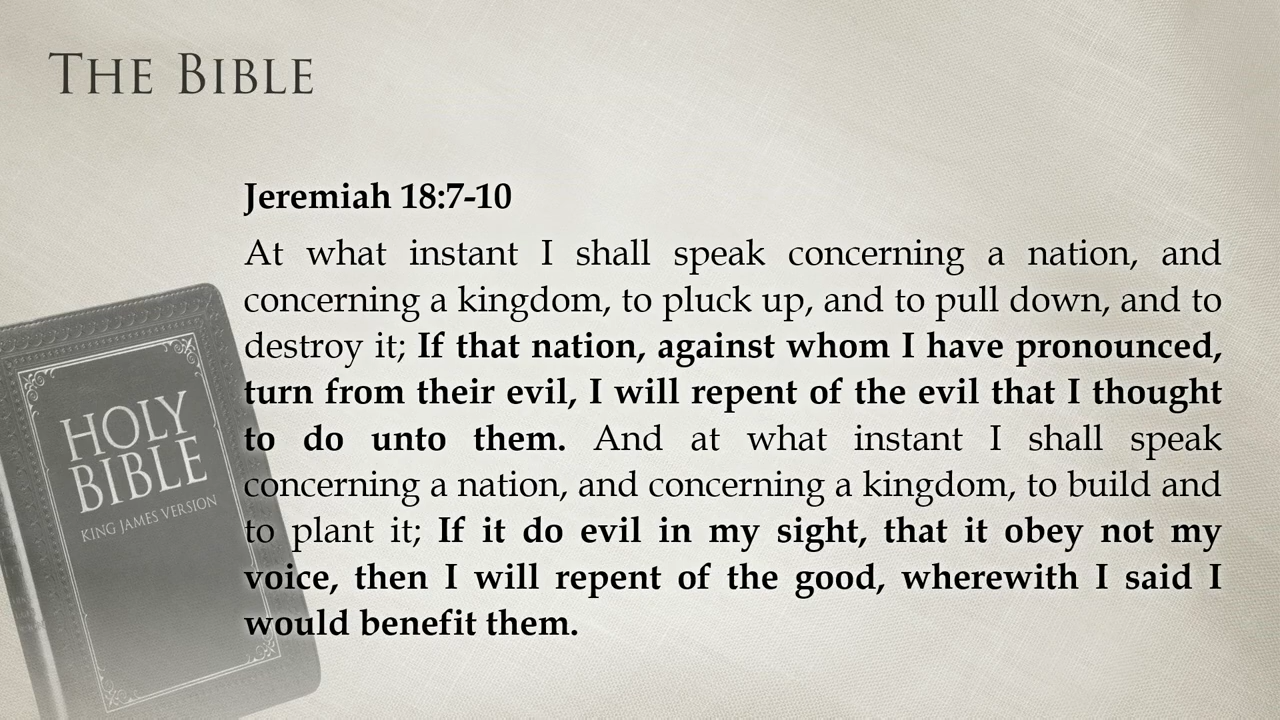 THE BIBLE
Jeremiah 18:7-10
At what instant I shall speak concerning a nation, and
concerning a kingdom, to pluck up, and to pull down, and to
destroy it; If that nation, against whom I have pronounced,
turn from their evil, I will repent of the evil that I thought
to do unto them. And at what instant I shall speak
concerning a nation, and concerning a kingdom, to build and
to plant it; If it do evil in my sight, that it obey not my
voice, then I will repent of the good, wherewith I said I
would benefit them.
HOLY
BIBLE
KING JAMES VERSION